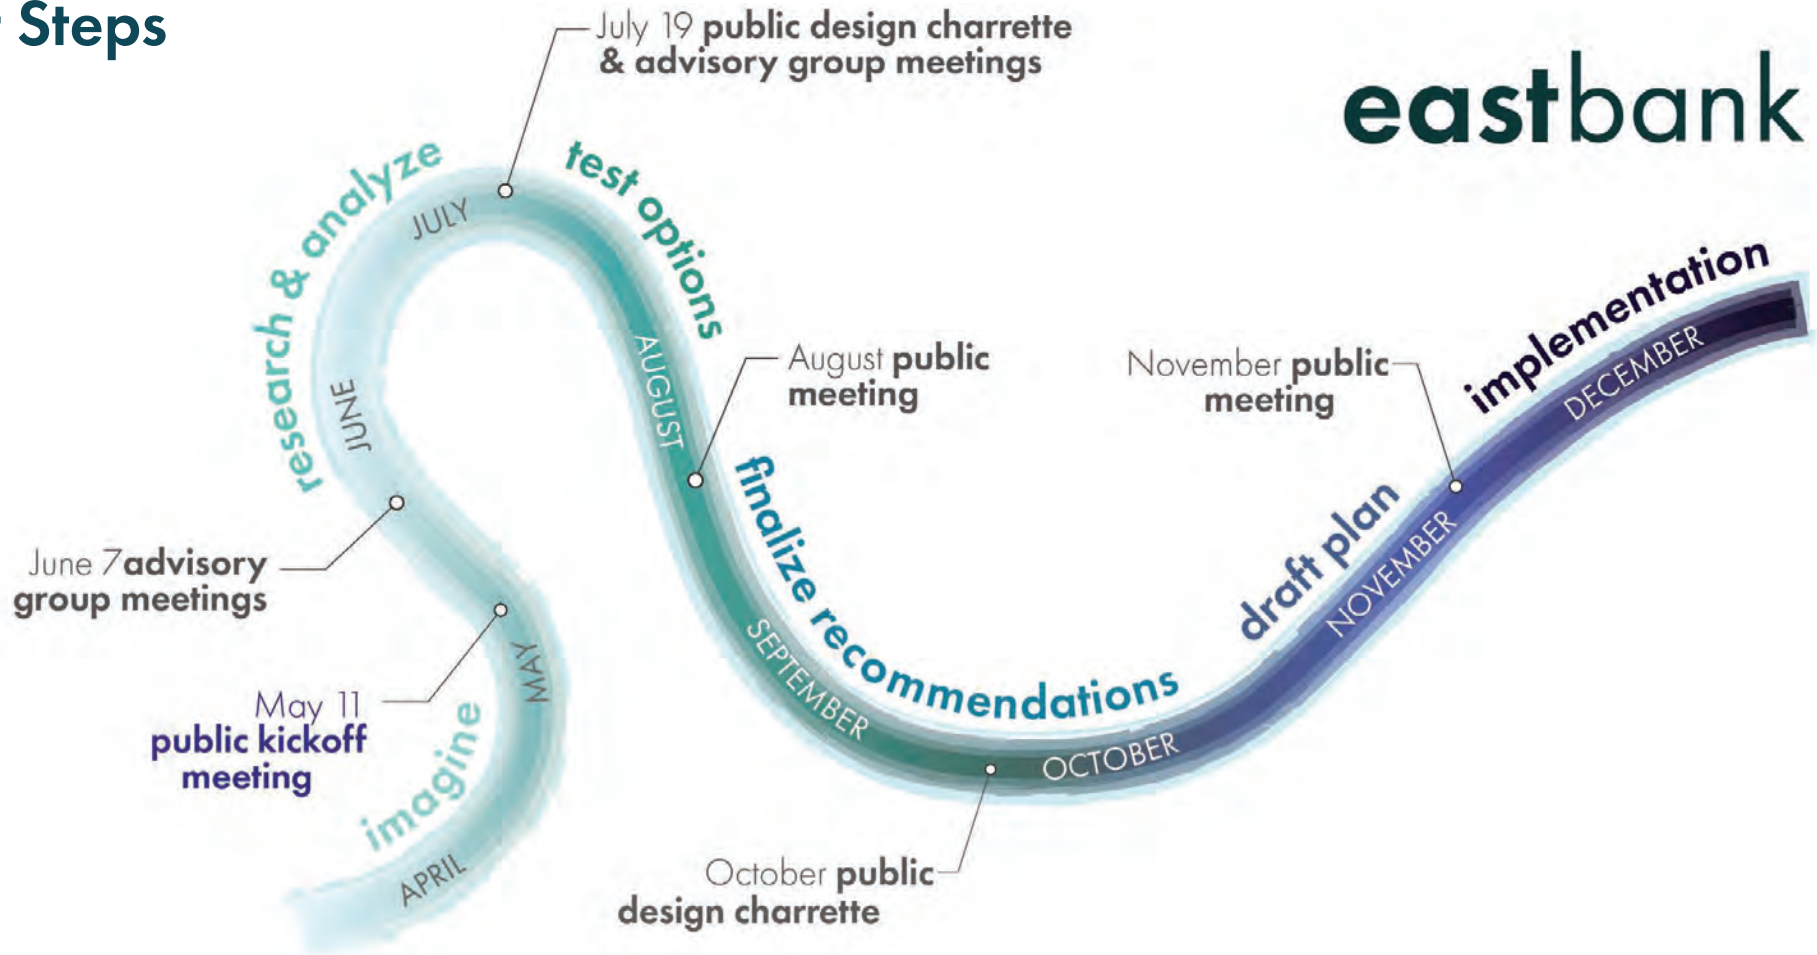 Steps
July 19 public design charrette
& advisory group meetings
eastbank
research & analyze
test options
JULY
implementation
DECEMBER
August public
meeting
November public
meeting
AUGUST
JUNE
finalize recommendations
draft plan
NOVEMBER
June 7 advisory
group meetings
SEPTEMBER
MAY
May 11
public kickoff
meeting
imagine
OCTOBER
APRIL
October public
design charrette